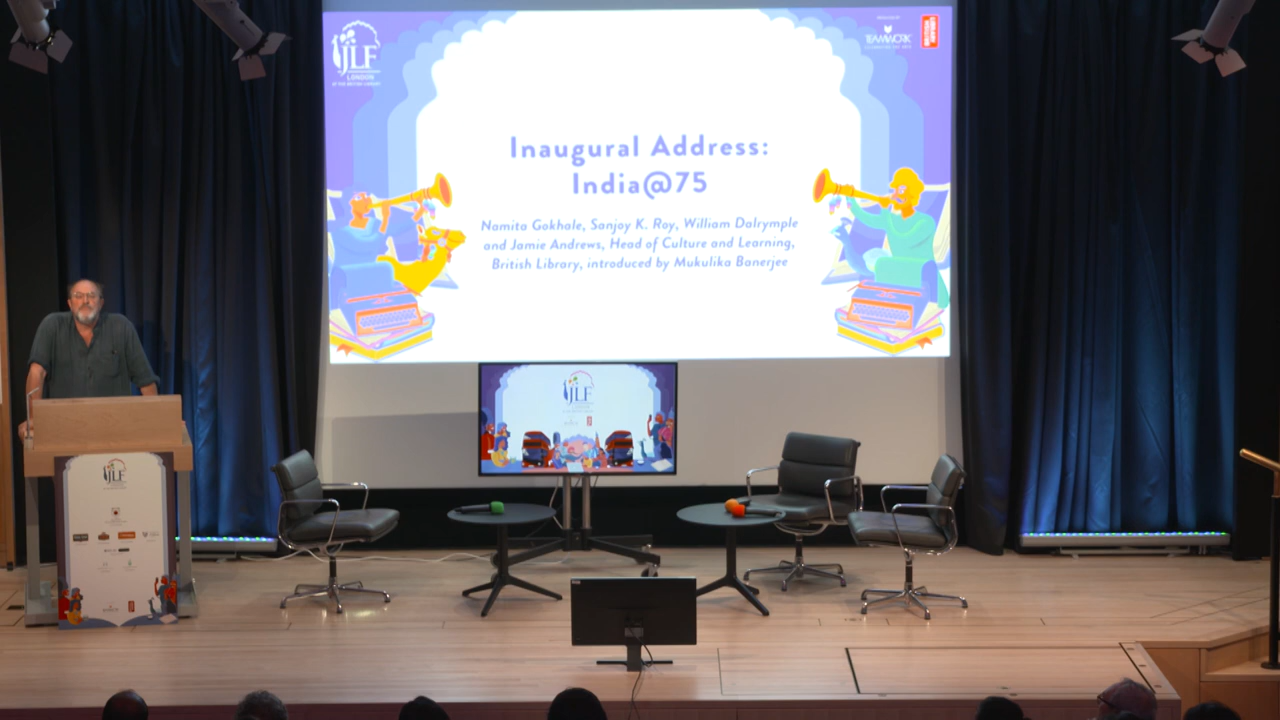 JLF
LONDON
AT THE BRITISH LIBRARY
TEAMWORK
Inaugural Address:
India@75
Namita Gokhale, Sanjoy K. Roy, William Dalrymple
and Jamie Andrews, Head of Culture and Learning,
British Library, introduced by Mukulika Banerjee
JLF
JLF